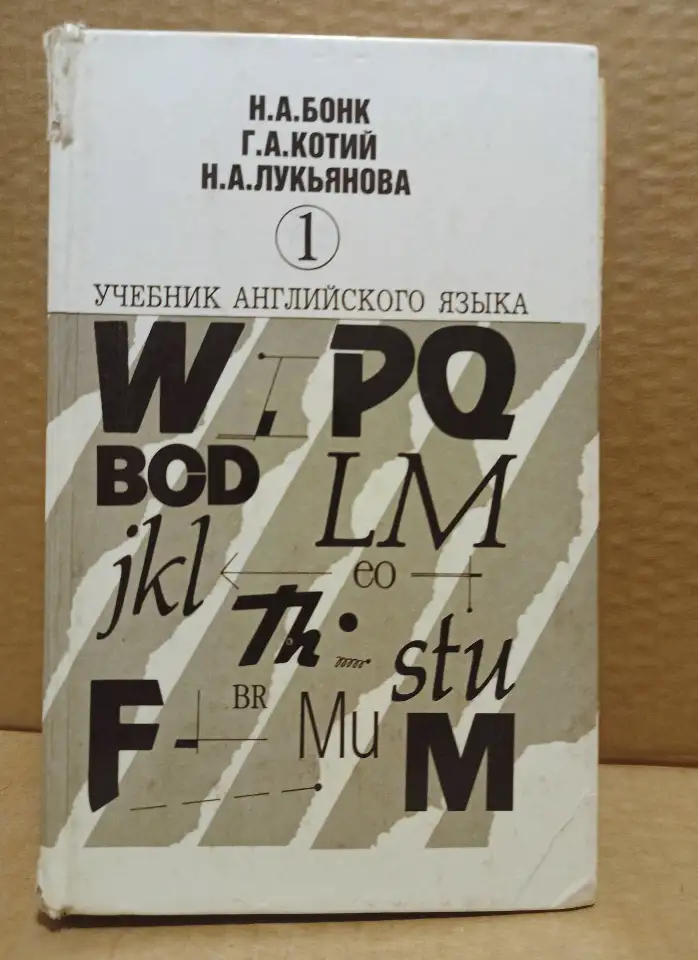 Н.А.БОНК
Г.А.КОТИЙ
Н.А.ЛУКЬЯНОВА
1
УЧЕБНИК АНГЛИЙСКОГО ЯЗЫКА
W I PQ
BCD
LM
jkl
eo
Th
stu
BR
F
Mu
M